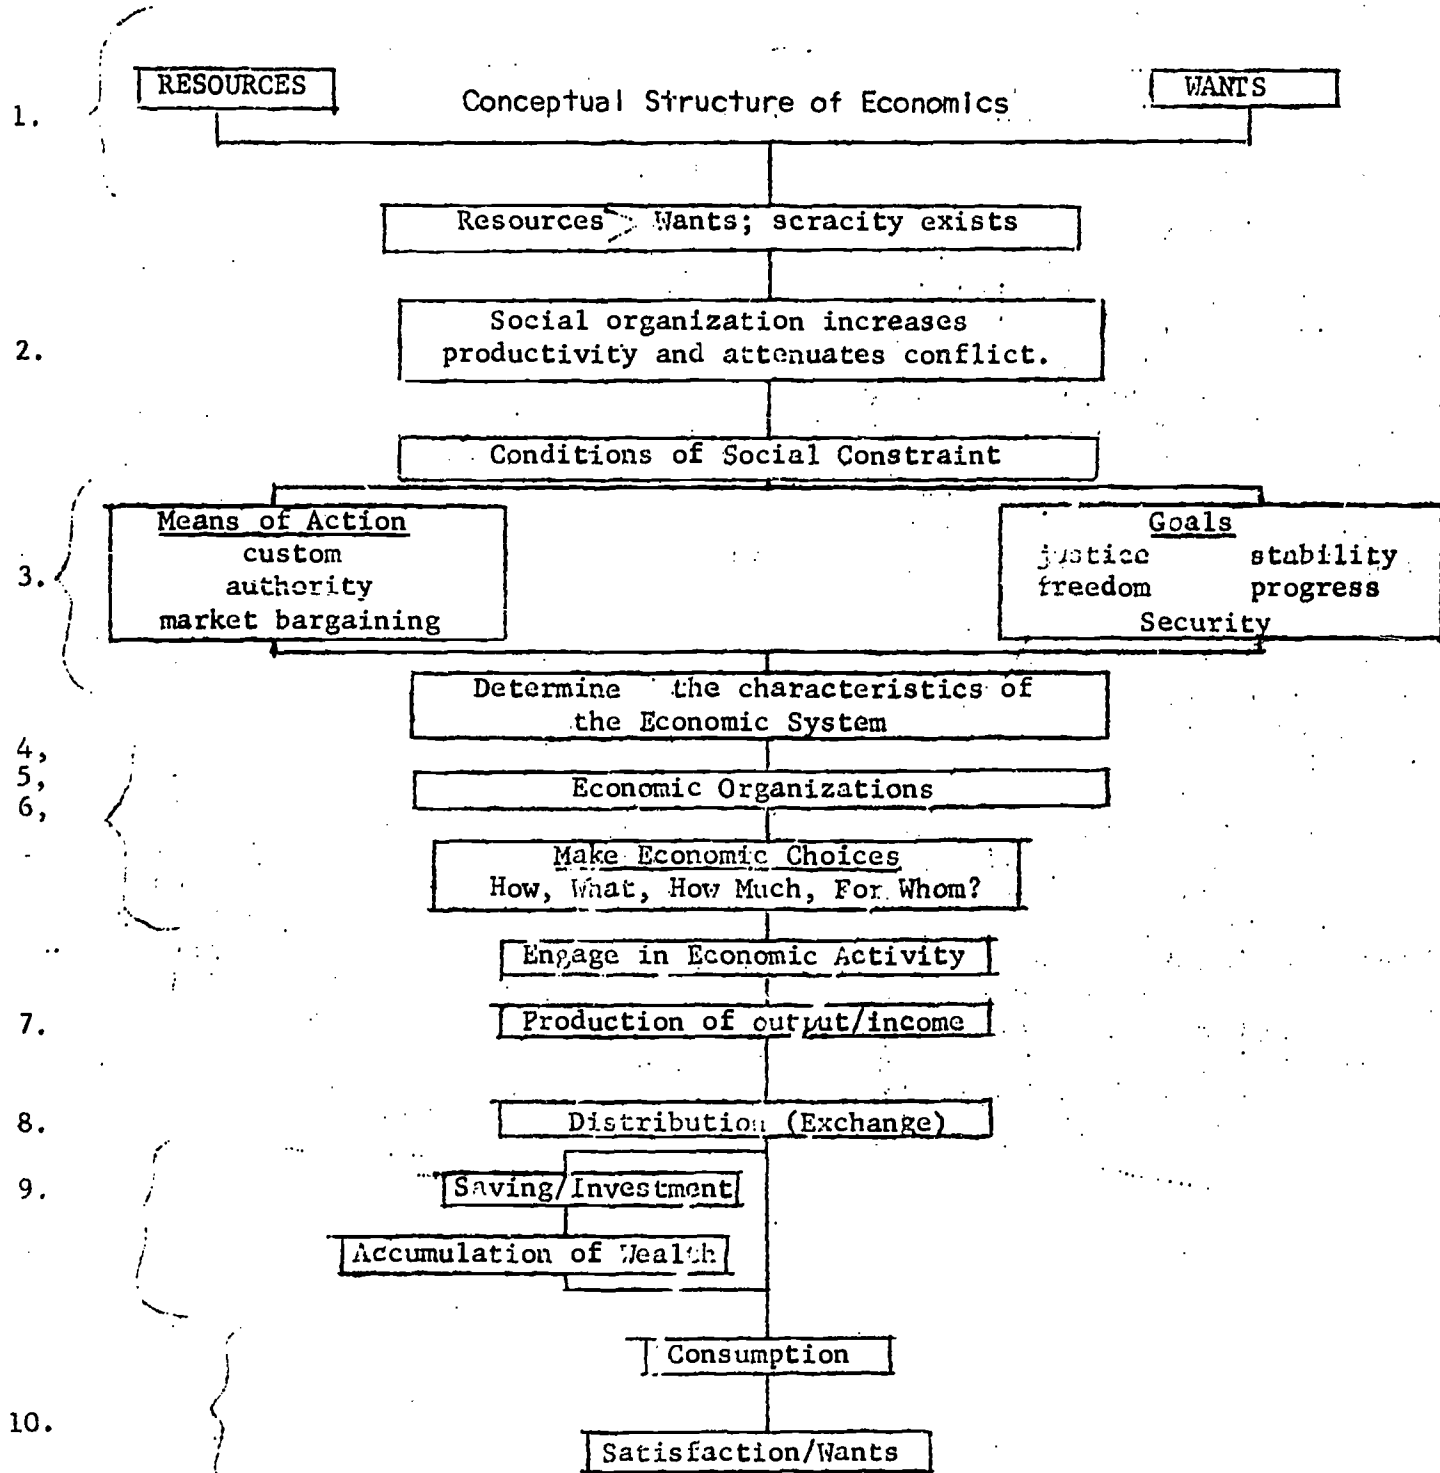 RESOURCES
Conceptual Structure of Economics
WANTS
1.
Resources > Wants; scracity exists
2.
Social organization increases
productivity and attenuates conflict.
Conditions of Social Constraint
3.
Means of Action
custom
authority
market bargaining
Goals
justice stability
freedom progress
Security
Determine the characteristics of
the Economic System
4,
5,
6,
Economic Organizations
Make Economic Choices
How, What, How Much, For Whom?
Engage in Economic Activity
7.
Production of output/income
8.
Distribution (Exchange)
9.
Saving/Investment
Accumulation of Wealth
Consumption
10.
Satisfaction/Wants